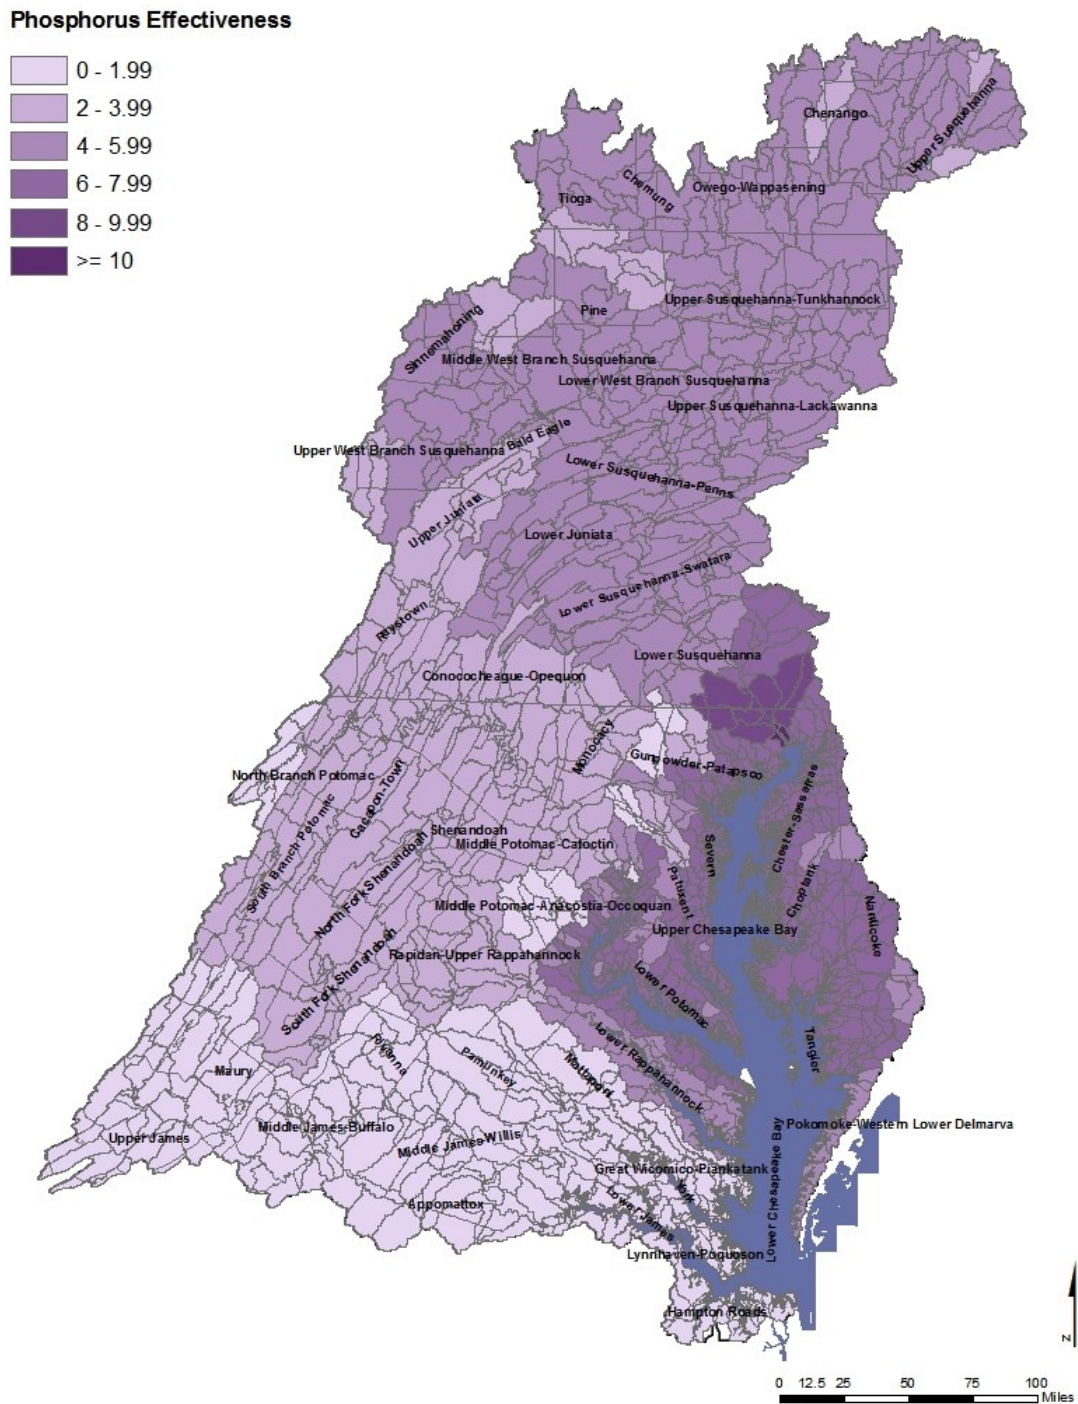 Phosphorus Effectiveness
0 - 1.99
2 - 3.99
4 - 5.99
6 - 7.99
8 - 9.99
>= 10
Chenango
Upper Susquehanna
Owego-Wappasening
Chemung
Tioga
Upper Susquehanna-Tunkhannock
Pine
Sinnemahoning
Middle West Branch Susquehanna
Lower West Branch Susquehanna
Upper Susquehanna-Lackawanna
Bald Eagle
Upper West Branch Susquehanna
Lower Susquehanna-Penns
Upper Juniata
Lower Juniata
Lower Susquehanna-Swatara
Raystown
Lower Susquehanna
Conococheague-Opequon
Monocacy
Gunpowder-Patapsco
North Branch Potomac
Cacapon-Town
Chester-Sassafras
South Branch Potomac
Shenandoah
Middle Potomac-Catoctin
North Fork Shenandoah
Severn
Patuxent
Choptank
Nanticoke
Middle Potomac-Anacostia-Occoquan
Upper Chesapeake Bay
Rapidan-Upper Rappahannock
South Fork Shenandoah
Lower Potomac
Tangier
Lower Rappahannock
Rivanna
Pamunkey
Mattaponi
Maury
Pokomoke-Western Lower Delmarva
Middle James-Buffalo
Upper James
Middle James-Willis
Great Wicomico-Piankatank
York
Lower Chesapeake Bay
Appomattox
Lower James
Lynnhaven-Poquoson
Hampton Roads
N
0 12.5 25 50 75 100
Miles